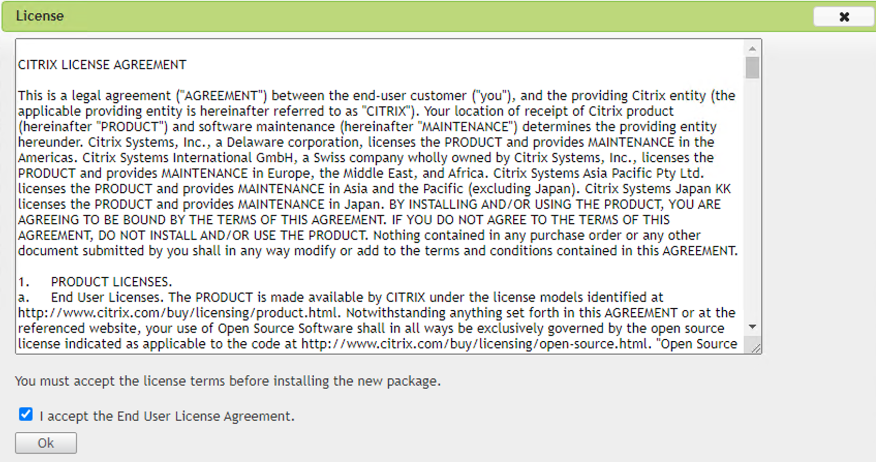 License
CITRIX LICENSE AGREEMENT
This is a legal agreement ("AGREEMENT") between the end-user customer ("you"), and the providing Citrix entity (the
applicable providing entity is hereinafter referred to as "CITRIX"). Your location of receipt of Citrix product
(hereinafter "PRODUCT") and software maintenance (hereinafter "MAINTENANCE") determines the providing entity
hereunder. Citrix Systems, Inc., a Delaware corporation, licenses the PRODUCT and provides MAINTENANCE in the
Americas. Citrix Systems International GmbH, a Swiss company wholly owned by Citrix Systems, Inc., licenses the
PRODUCT and provides MAINTENANCE in Europe, the Middle East, and Africa. Citrix Systems Asia Pacific Pty Ltd.
licenses the PRODUCT and provides MAINTENANCE in Asia and the Pacific (excluding Japan). Citrix Systems Japan KK
licenses the PRODUCT and provides MAINTENANCE in Japan. BY INSTALLING AND/OR USING THE PRODUCT, YOU ARE
AGREEING TO BE BOUND BY THE TERMS OF THIS AGREEMENT. IF YOU DO NOT AGREE TO THE TERMS OF THIS
AGREEMENT, DO NOT INSTALL AND/OR USE THE PRODUCT. Nothing contained in any purchase order or any other
document submitted by you shall in any way modify or add to the terms and conditions contained in this AGREEMENT.
1. PRODUCT LICENSES.
a. End User Licenses. The PRODUCT is made available by CITRIX under the license models identified at
http://www.citrix.com/buy/licensing/product.html. Notwithstanding anything set forth in this AGREEMENT or at the
referenced website, your use of Open Source Software shall in all ways be exclusively governed by the open source
license indicated as applicable to the code at http://www.citrix.com/buy/licensing/open-source.html. "Open Source
You must accept the license terms before installing the new package.
I accept the End User License Agreement.
Ok